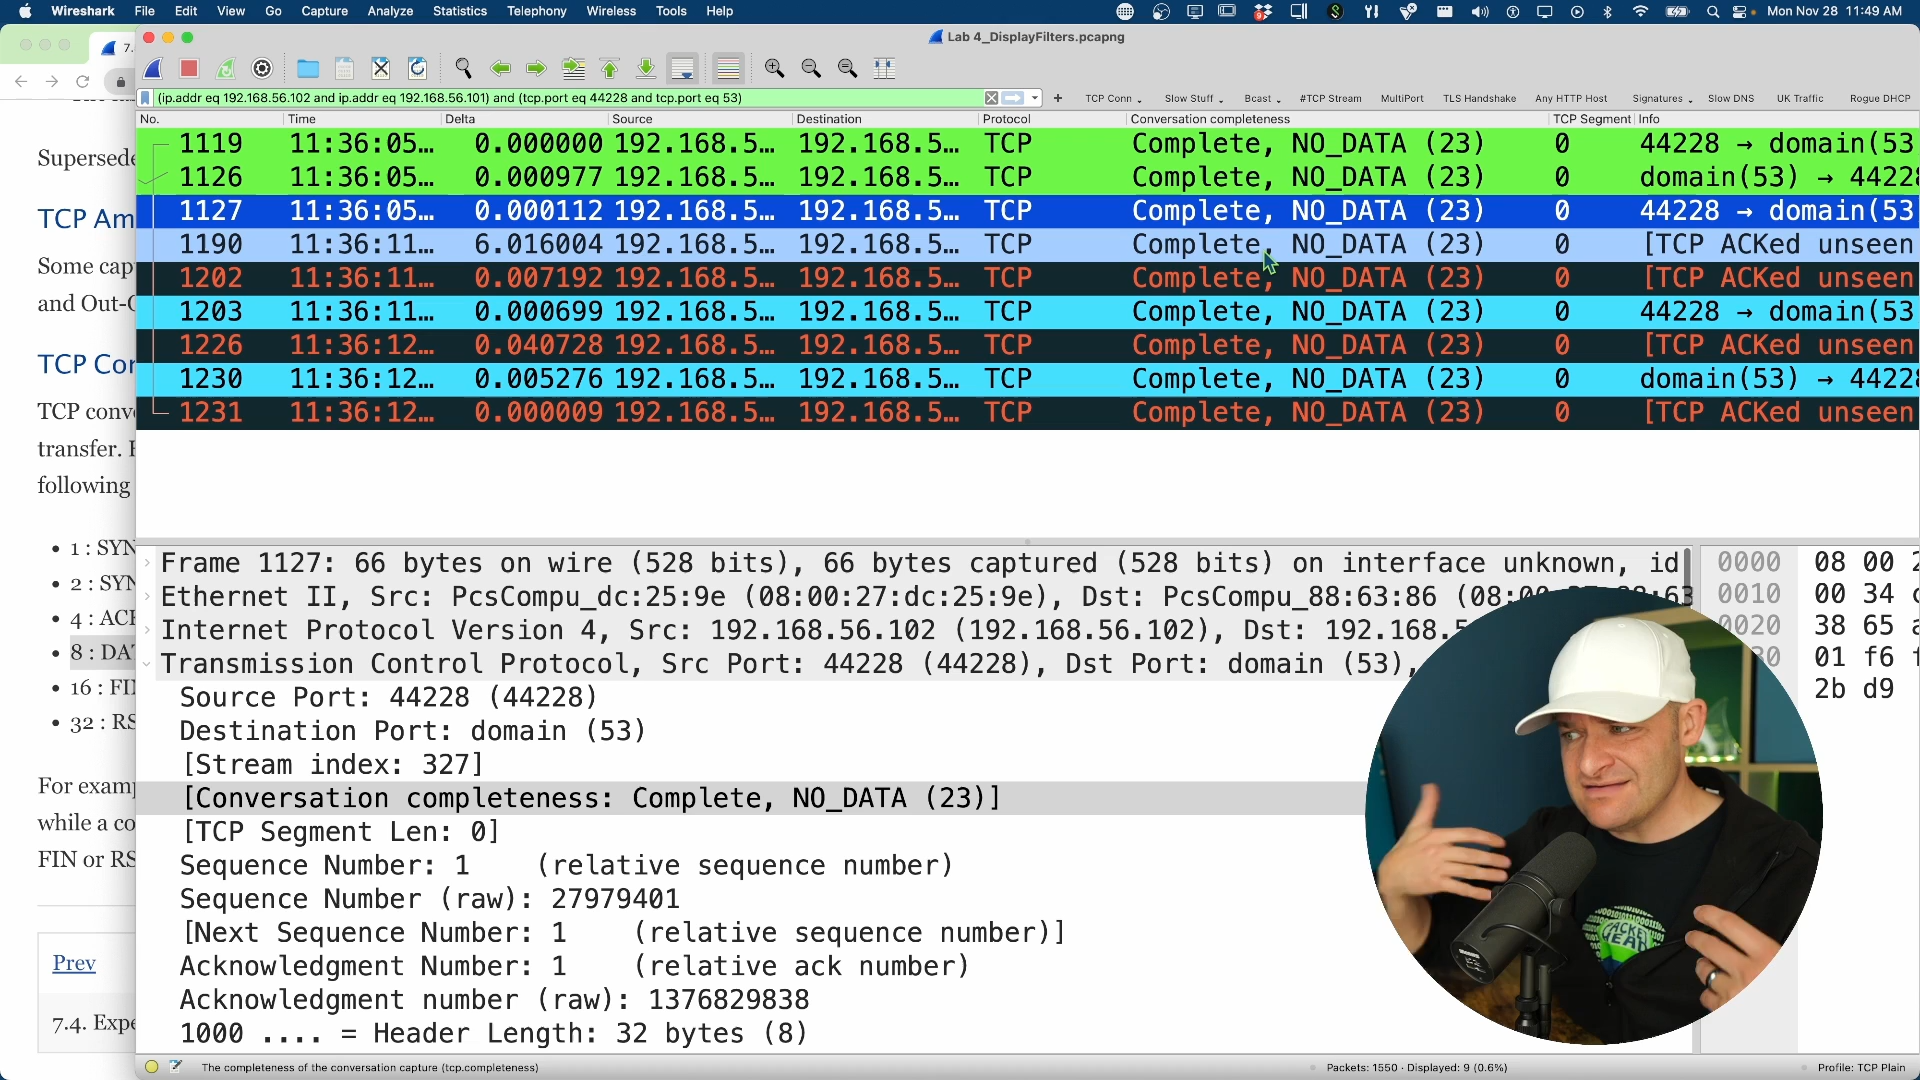 Wireshark File Edit View Go Capture Analyze Statistics Telephony Wireless Tools Help Mon Nov 28 11:49 AM
Lab 4_DisplayFilters.pcapng
7.
(ip.addr eq 192.168.56.102 and ip.addr eq 192.168.56.101) and (tcp.port eq 44228 and tcp.port eq 53)
+ TCP Conn Slow Stuff Bcast #TCP Stream MultiPort TLS Handshake Any HTTP Host Signatures Slow DNS UK Traffic Rogue DHCP
No. Time Delta Source Destination Protocol Conversation completeness TCP Segment Info
1119 11:36:05… 0.000000 192.168.5… 192.168.5… TCP Complete, NO_DATA (23) 0 44228 → domain(53
1126 11:36:05… 0.000977 192.168.5… 192.168.5… TCP Complete, NO_DATA (23) 0 domain(53) → 4422
1127 11:36:05… 0.000112 192.168.5… 192.168.5… TCP Complete, NO_DATA (23) 0 44228 → domain(53
1190 11:36:11… 6.016004 192.168.5… 192.168.5… TCP Complete, NO_DATA (23) 0 [TCP ACKed unseen
1202 11:36:11… 0.007192 192.168.5… 192.168.5… TCP Complete, NO_DATA (23) 0 [TCP ACKed unseen
1203 11:36:11… 0.000699 192.168.5… 192.168.5… TCP Complete, NO_DATA (23) 0 44228 → domain(53
1226 11:36:12… 0.040728 192.168.5… 192.168.5… TCP Complete, NO_DATA (23) 0 [TCP ACKed unseen
1230 11:36:12… 0.005276 192.168.5… 192.168.5… TCP Complete, NO_DATA (23) 0 domain(53) → 4422
1231 11:36:12… 0.000009 192.168.5… 192.168.5… TCP Complete, NO_DATA (23) 0 [TCP ACKed unseen
Supersede
TCP An
Some cap
and Out-O
TCP Cor
TCP conv
transfer.
following
• 1 : SYN
• 2 : SYN
• 4 : ACK
• 8 : DAT
• 16 : FIN
• 32 : RS
For examp
while a co
FIN or RS
Prev
7.4. Expe
Frame 1127: 66 bytes on wire (528 bits), 66 bytes captured (528 bits) on interface unknown, id
Ethernet II, Src: PcsCompu_dc:25:9e (08:00:27:dc:25:9e), Dst: PcsCompu_88:63:86 (08:
Internet Protocol Version 4, Src: 192.168.56.102 (192.168.56.102), Dst: 192.168.
Transmission Control Protocol, Src Port: 44228 (44228), Dst Port: domain (53),
Source Port: 44228 (44228)
Destination Port: domain (53)
[Stream index: 327]
[Conversation completeness: Complete, NO_DATA (23)]
[TCP Segment Len: 0]
Sequence Number: 1 (relative sequence number)
Sequence Number (raw): 27979401
[Next Sequence Number: 1 (relative sequence number)]
Acknowledgment Number: 1 (relative ack number)
Acknowledgment number (raw): 1376829838
1000 .... = Header Length: 32 bytes (8)
0000 08 00 2
0010 00 34
0020 38 65
30 01 f6
2b d9
PACKET HEAD
The completeness of the conversation capture (tcp.completeness)
Packets: 1550 · Displayed: 9 (0.6%)
Profile: TCP Plain